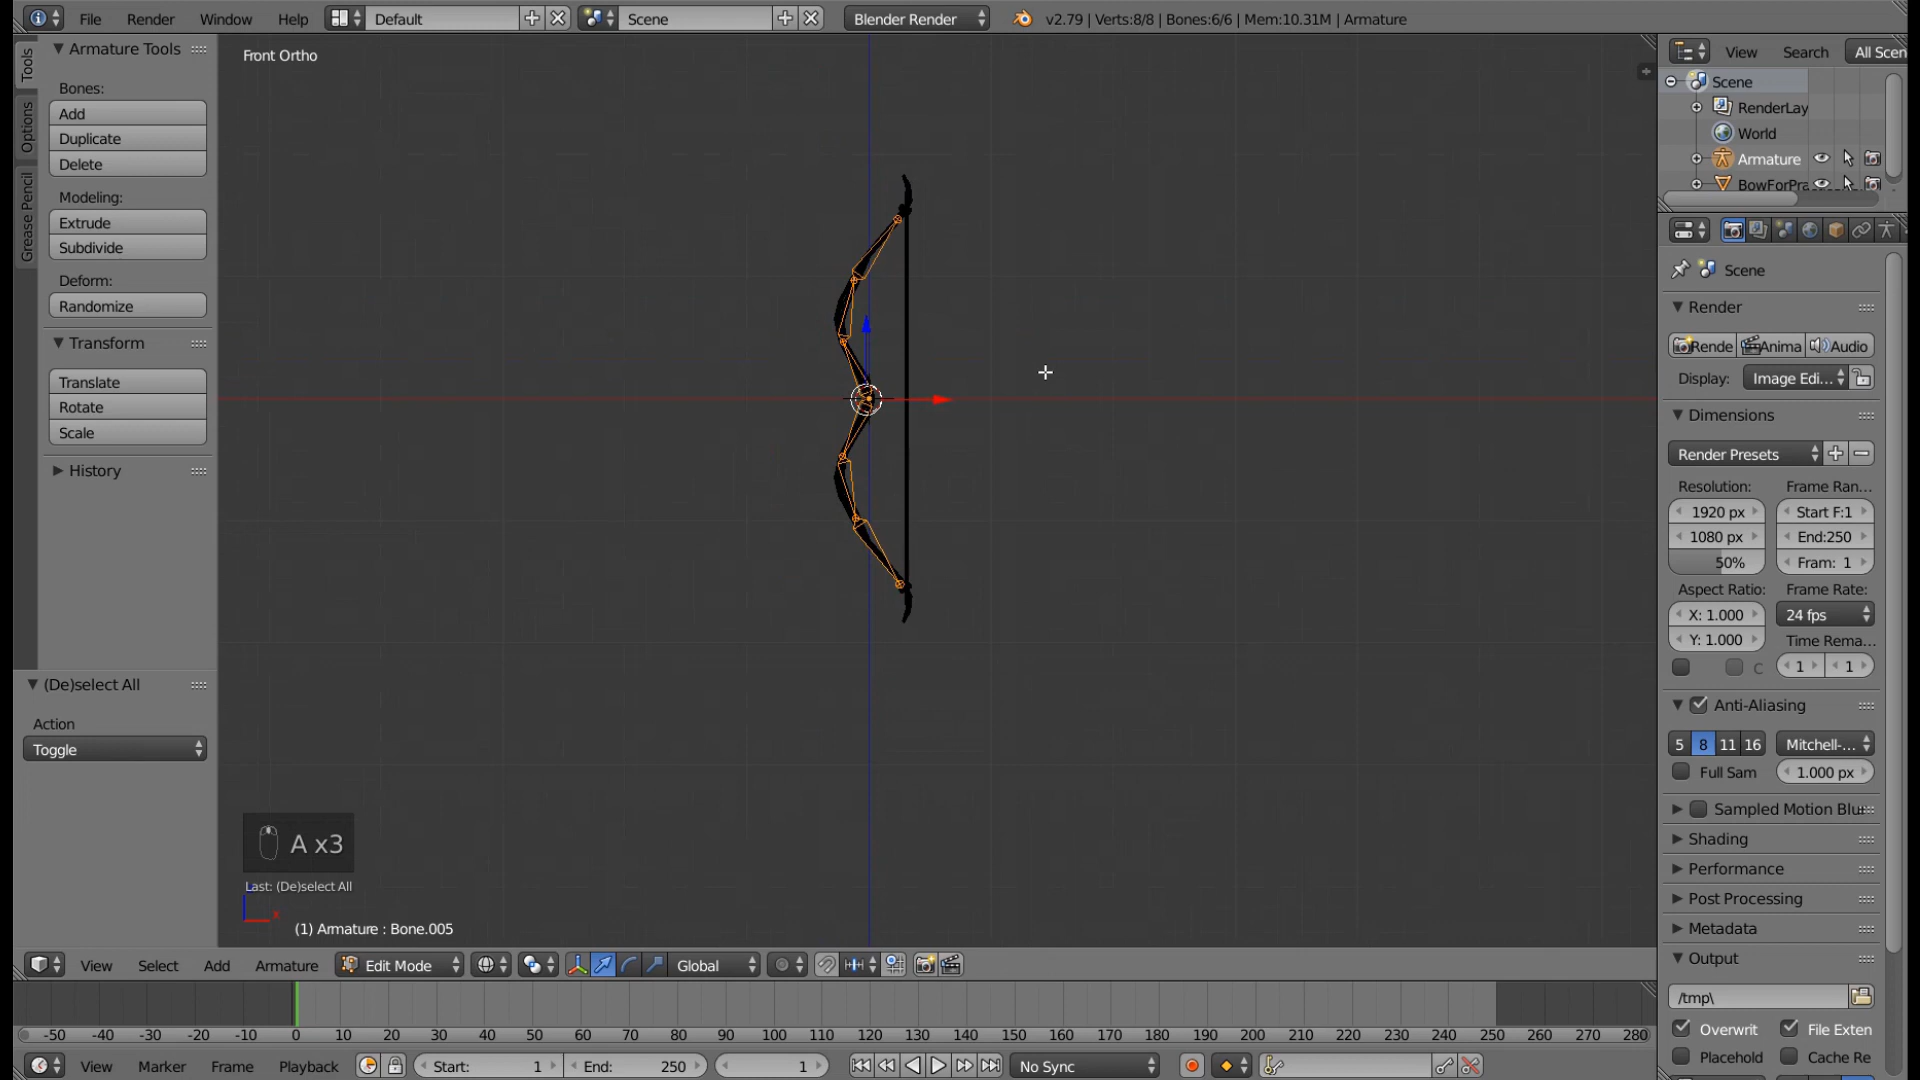 File Render Window Help Default Scene Blender Render v2.79 | Verts:8/8 | Bones:6/6 | Mem:10.31M | Armature
Tools
Options
Grease Pencil
Armature Tools
Bones:
Add
Duplicate
Delete
Modeling:
Extrude
Subdivide
Deform:
Randomize
Transform
Translate
Rotate
Scale
History
(De)select All
Action
Toggle
Front Ortho
A x3
Last: (De)select All
x
(1) Armature : Bone.005
View Select Add Armature Edit Mode Global
View Search All Scen
Scene
RenderLay
World
Armature
BowForPra
Scene
Render
Rende Anima Audio
Display: Image Edi...
Dimensions
Render Presets
Resolution: Frame Ran...
1920 px Start F:1
1080 px End:250
50% Fram: 1
Aspect Ratio: Frame Rate:
X: 1.000 24 fps
Y: 1.000 Time Rema...
C 1 1
Anti-Aliasing
5 8 11 16 Mitchell-...
Full Sam 1.000 px
Sampled Motion Blu
Shading
Performance
Post Processing
Metadata
Output
/tmp\
Overwrit File Exten
Placehold Cache Re
-50 -40 -30 -20 -10 0 10 20 30 40 50 60 70 80 90 100 110 120 130 140 150 160 170 180 190 200 210 220 230 240 250 260 270 280
View Marker Frame Playback Start: 1 End: 250 1 No Sync